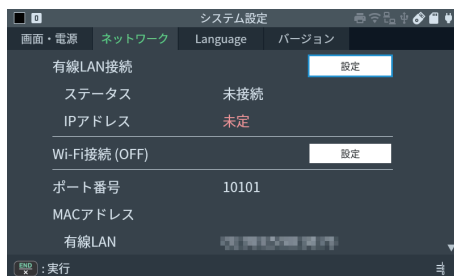 0 システム設定
画面・電源 ネットワーク Language バージョン
有線LAN接続 設定
ステータス 未接続
IPアドレス 未定
Wi-Fi接続 (OFF) 設定
ポート番号 10101
MACアドレス
有線LAN
END × :実行